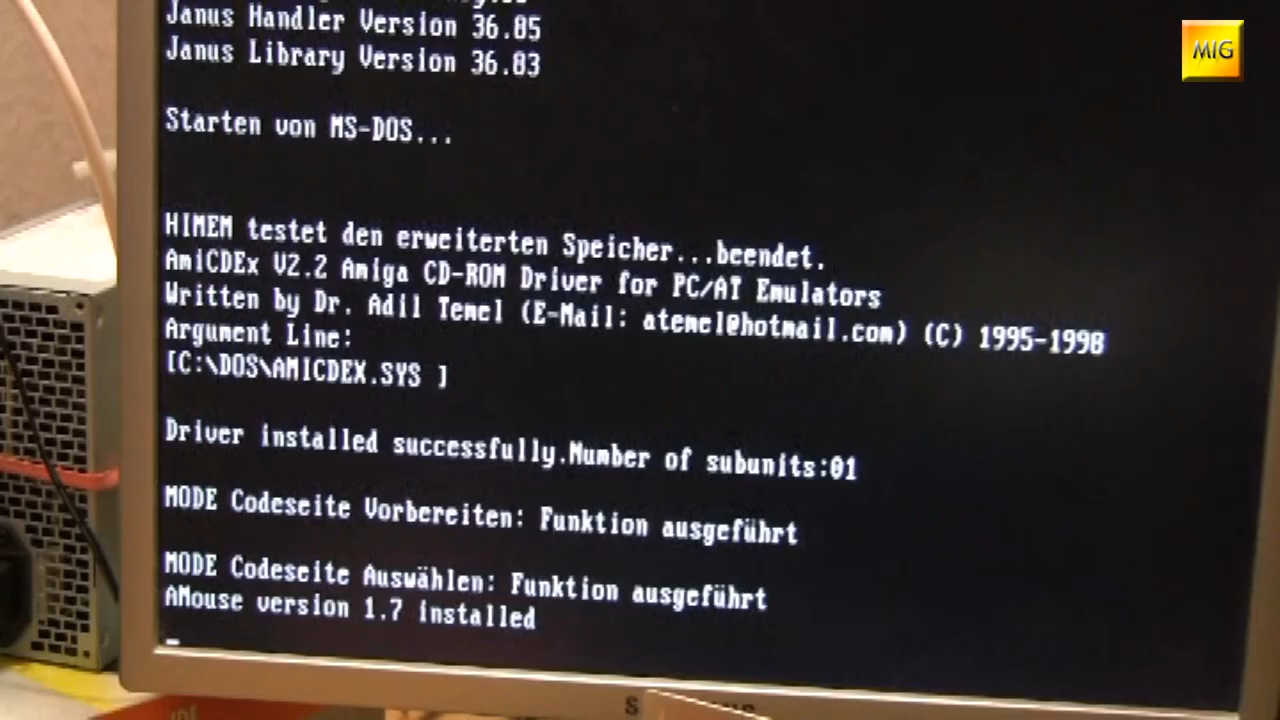 Janus Handler Version 36.85
Janus Library Version 36.83
Starten von MS-DOS...
HIMEM testet den erweiterten Speicher...beendet.
AmiCDEx V2.2 Amiga CD-ROM Driver for PC/AT Emulators
Written by Dr. Adil Temel (E-Mail: atemel@hotmail.com) (C) 1995-1998
Argument Line:
[C:\DOS\AMICDEX.SYS ]
Driver installed successfully.Number of subunits:01
MODE Codeseite Vorbereiten: Funktion ausgeführt
MODE Codeseite Auswählen: Funktion ausgeführt
AMouse version 1.7 installed
MIG